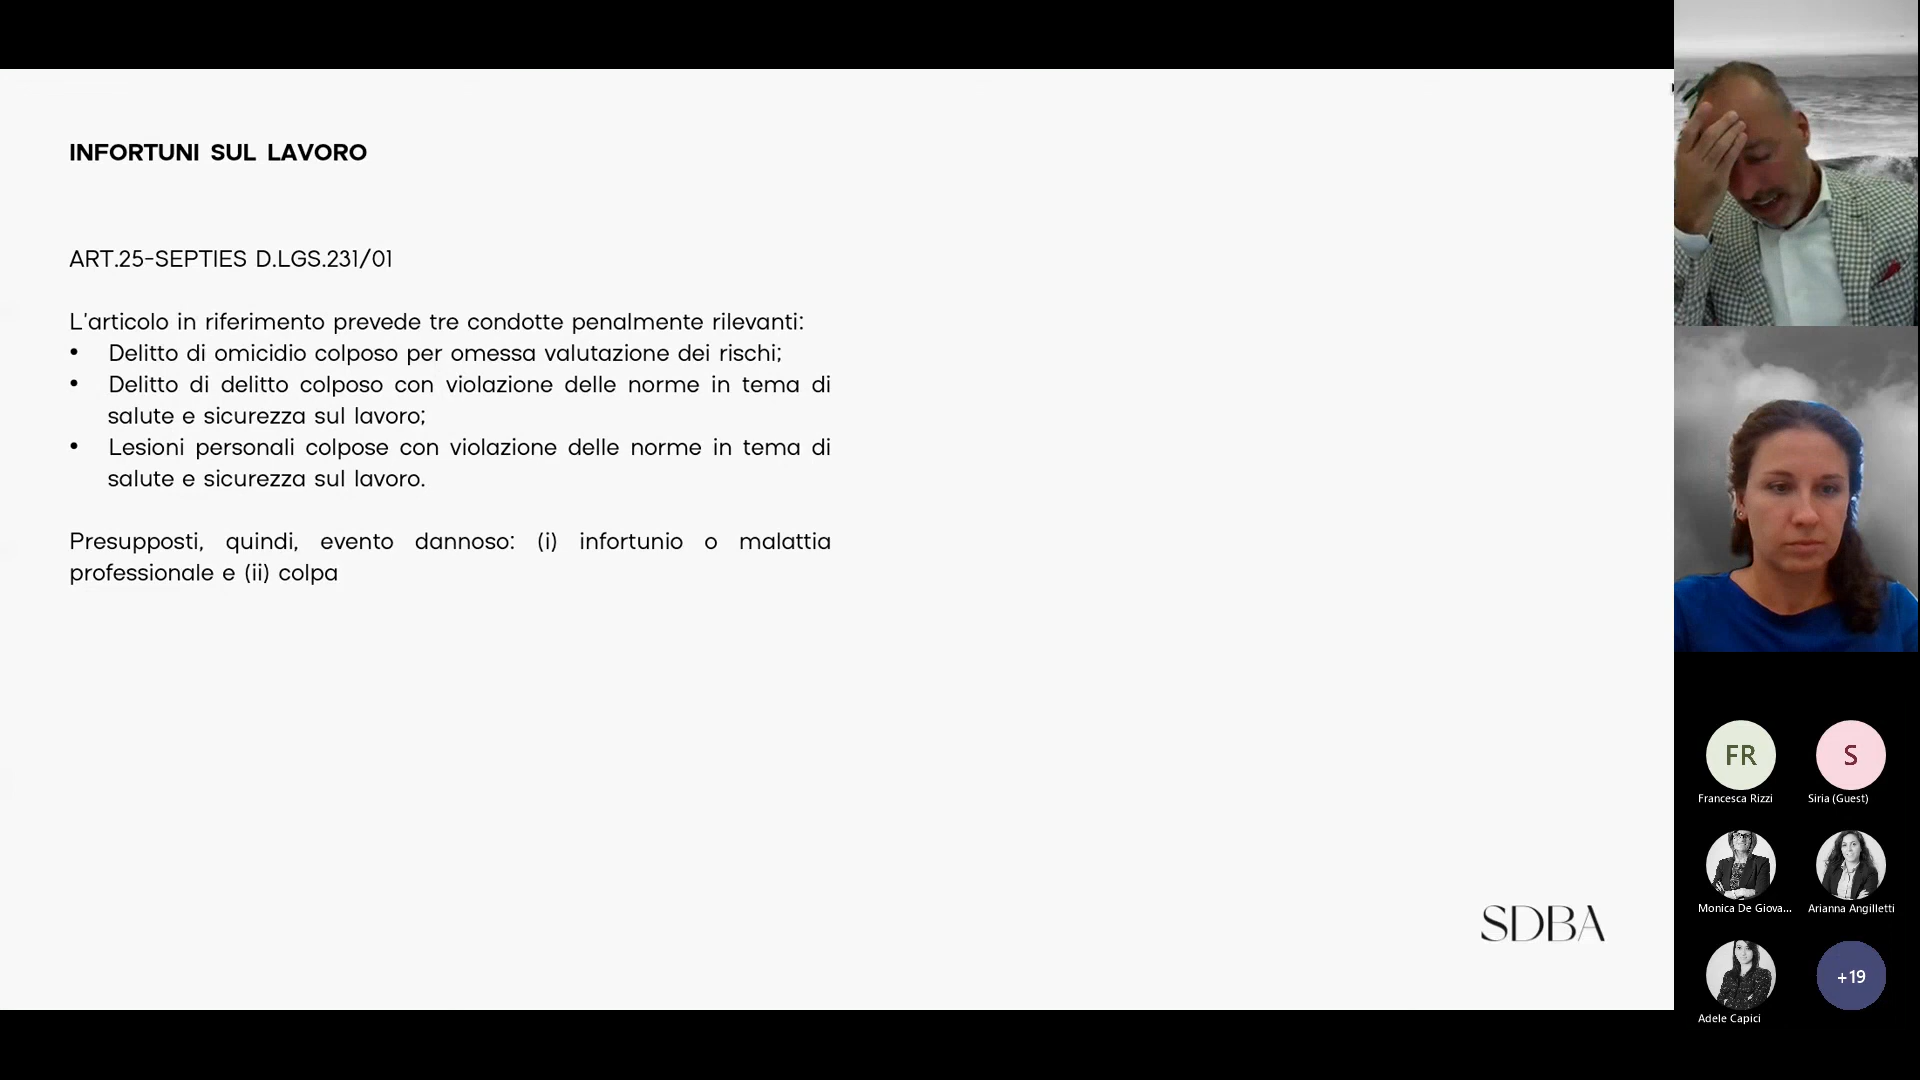 INFORTUNI SUL LAVORO
ART.25-SEPTIES D.LGS.231/01
L'articolo in riferimento prevede tre condotte penalmente rilevanti:
• Delitto di omicidio colposo per omessa valutazione dei rischi;
• Delitto di delitto colposo con violazione delle norme in tema di
salute e sicurezza sul lavoro;
• Lesioni personali colpose con violazione delle norme in tema di
salute e sicurezza sul lavoro.
Presupposti, quindi, evento dannoso: (i) infortunio o malattia
professionale e (ii) colpa
SDBA
FR
S
Francesca Rizzi
Siria (Guest)
Monica De Giova...
Arianna Angilletti
+19
Adele Capici